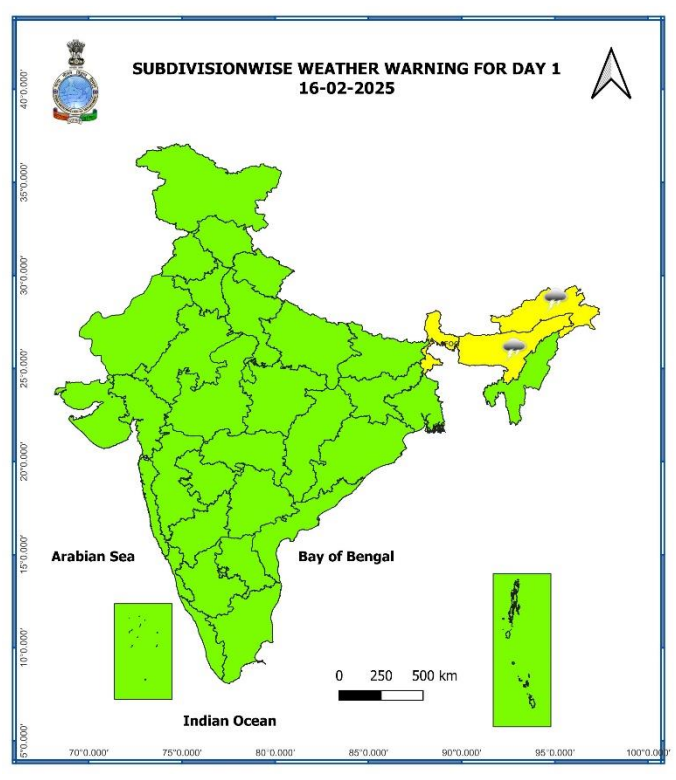 SUBDIVISIONWISE WEATHER WARNING FOR DAY 1
16-02-2025
40°0.000'
35°0.000'
30°0.000'
25°0.000'
20°0.000'
15°0.000'
10°0.000'
5°0.000'
Arabian Sea
Bay of Bengal
0 250 500 km
Indian Ocean
70°0.000' 75°0.000' 80°0.000' 85°0.000' 90°0.000' 95°0.000' 100°0.000'